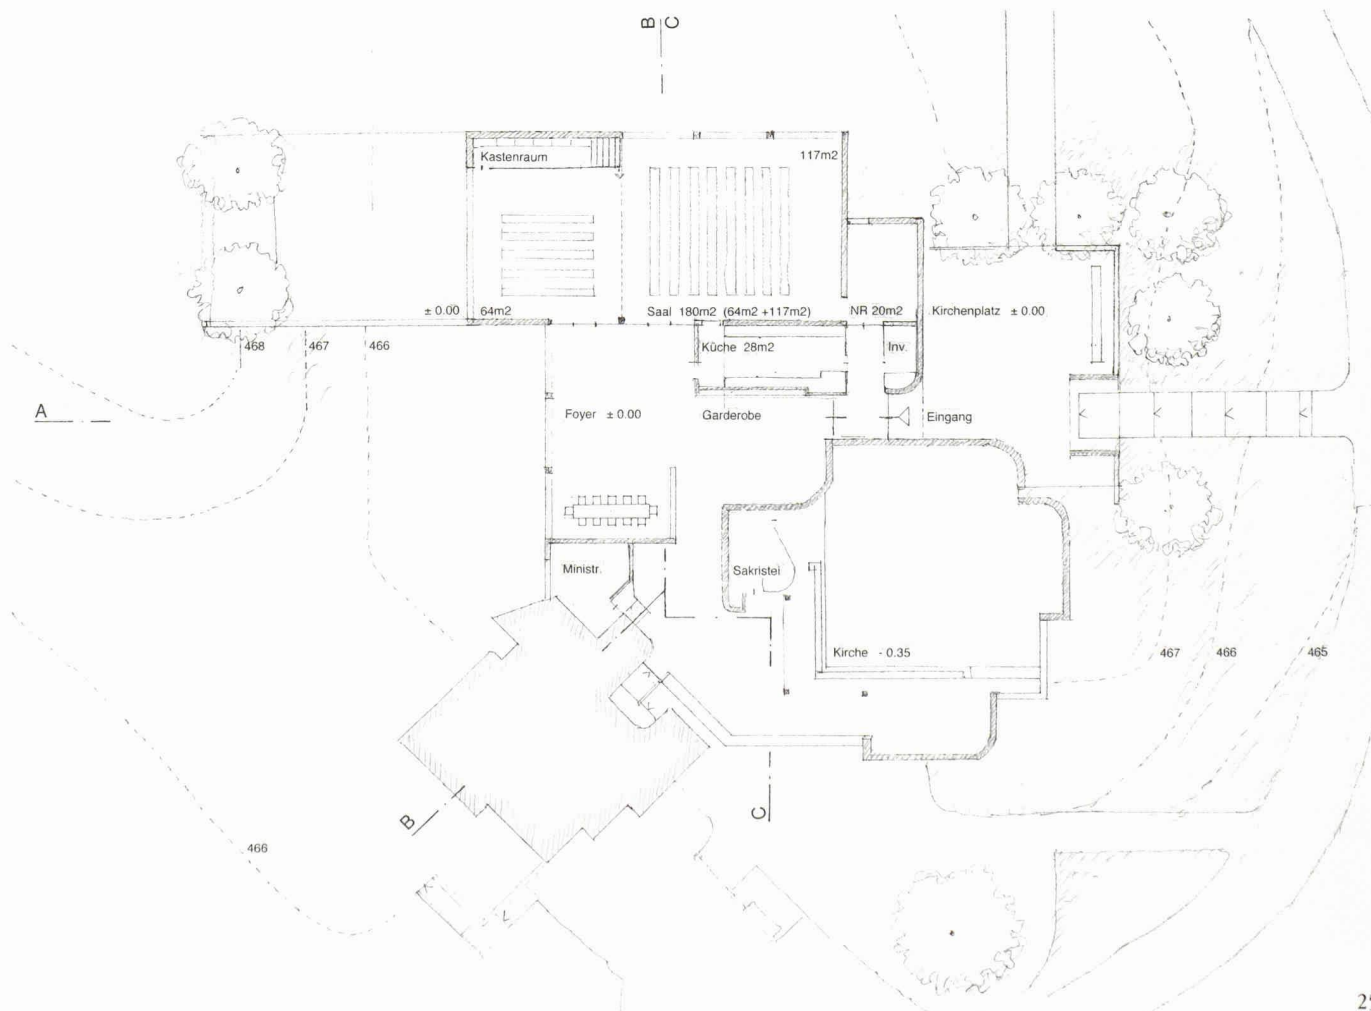 B
C
Kastenraum
117m2
± 0.00
64m2
Saal 180m2 (64m2 +117m2)
NR 20m2
Kirchenplatz ± 0.00
468
467
466
Küche 28m2
Inv.
A
Foyer ± 0.00
Garderobe
Eingang
Ministr.
Sakristei
Kirche - 0.35
467
466
465
B
C
466